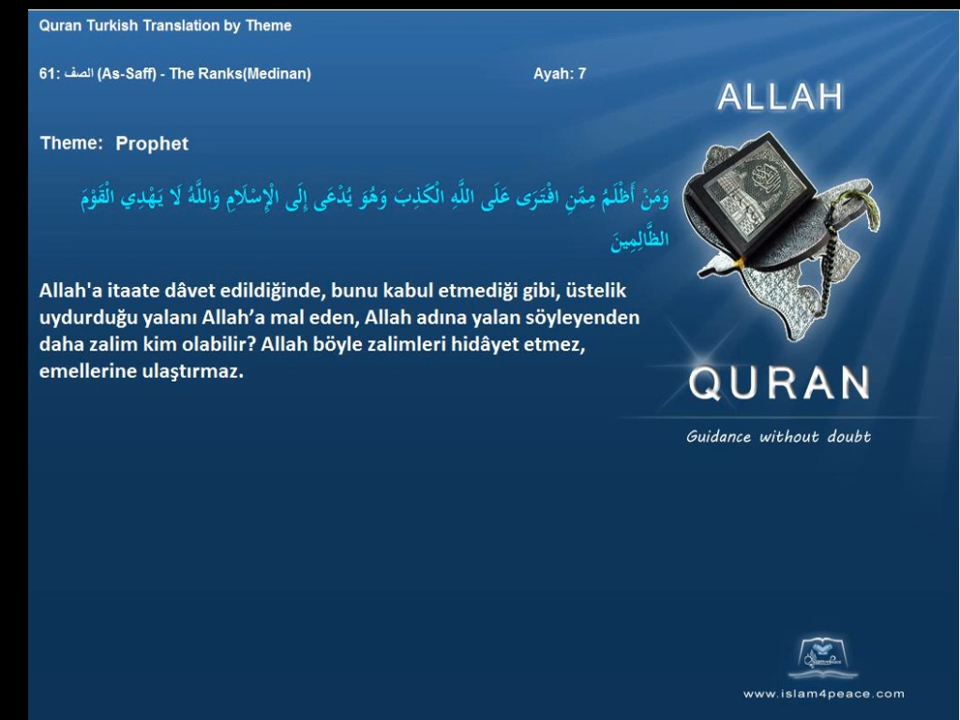 Quran Turkish Translation by Theme
61: الصف (As-Saff) - The Ranks(Medinan) Ayah: 7
ALLAH
Theme: Prophet
وَمَنْ أَظْلَمُ مِمَّنِ افْتَرَى عَلَى اللَّهِ الْكَذِبَ وَهُوَ يُدْعَى إِلَى الْإِسْلَامِ وَاللَّهُ لَا يَهْدِي الْقَوْمَ
الظَّالِمِينَ
Allah'a itaate dâvet edildiğinde, bunu kabul etmediği gibi, üstelik
uydurduğu yalanı Allah’a mal eden, Allah adına yalan söyleyenden
daha zalim kim olabilir? Allah böyle zalimleri hidâyet etmez,
emellerine ulaştırmaz.
QURAN
Guidance without doubt
www.islam4peace.com